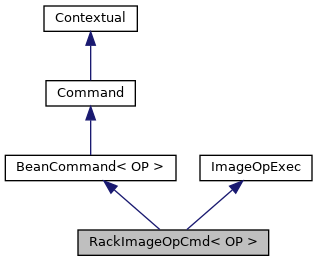 Contextual
Command
BeanCommand< OP >
ImageOpExec
RackImageOpCmd< OP >